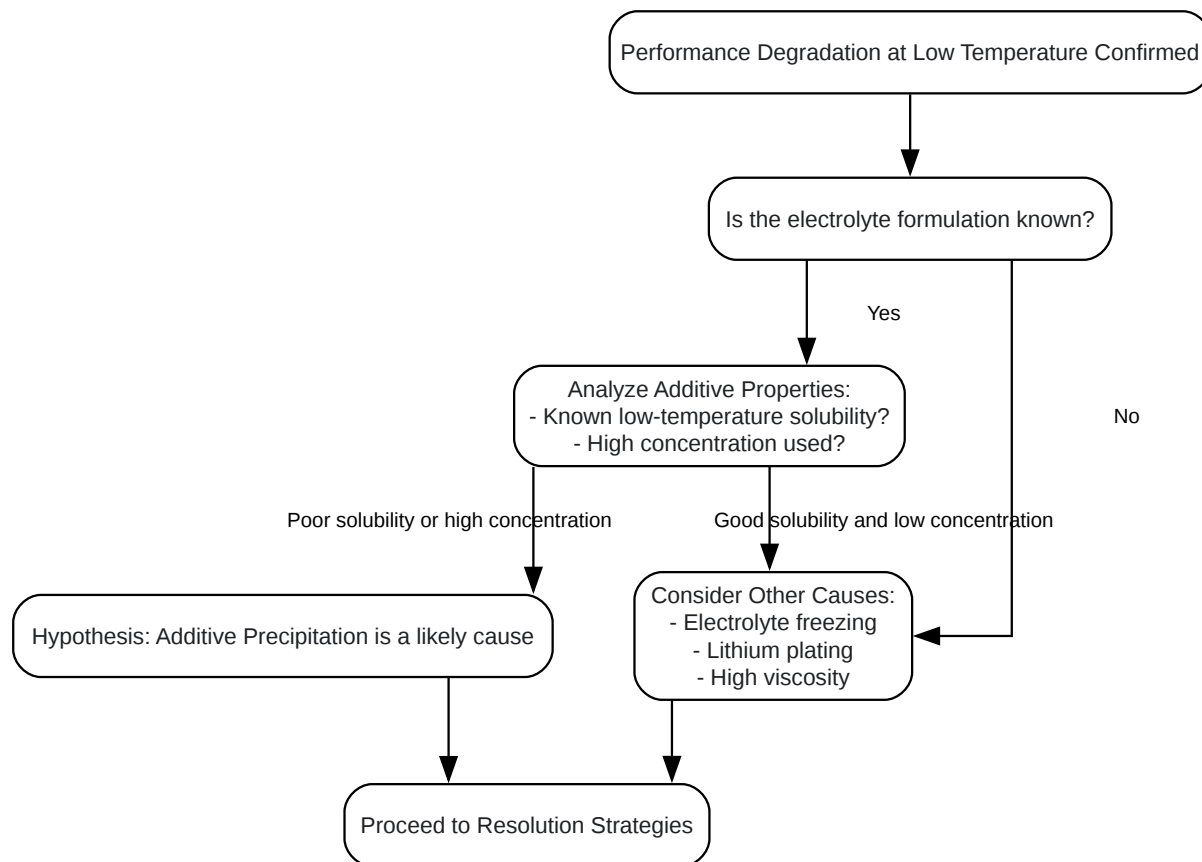 Performance Degradation at Low Temperature Confirmed
Is the electrolyte formulation known?
Yes
Analyze Additive Properties:
- Known low-temperature solubility?
- High concentration used?
No
Poor solubility or high concentration
Good solubility and low concentration
Consider Other Causes:
- Electrolyte freezing
- Lithium plating
- High viscosity
Hypothesis: Additive Precipitation is a likely cause
Proceed to Resolution Strategies